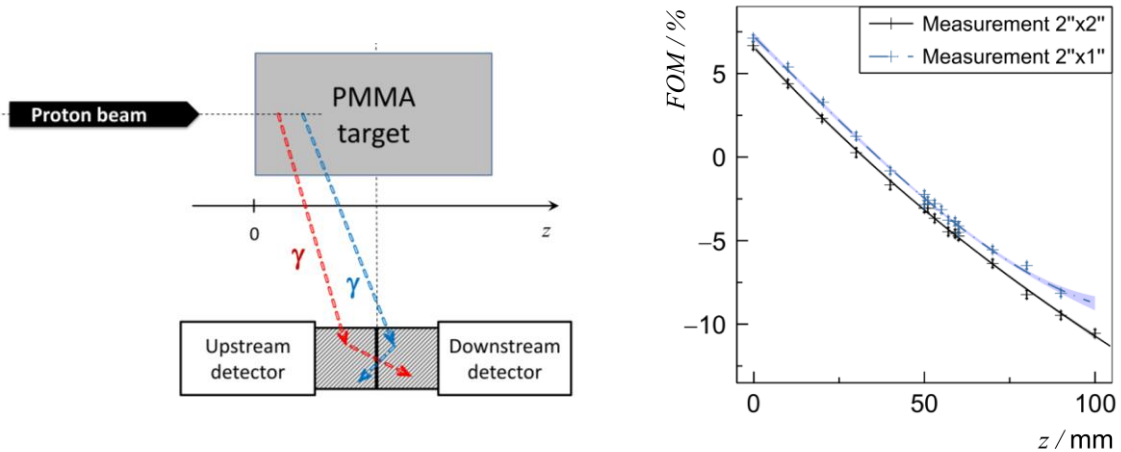 Proton beam
PMMA
target
0
z
γ
γ
Upstream
detector
Downstream
detector
FOM / %
Measurement 2"x2"
Measurement 2"x1"
5
0
−5
−10
0
50
100
z / mm